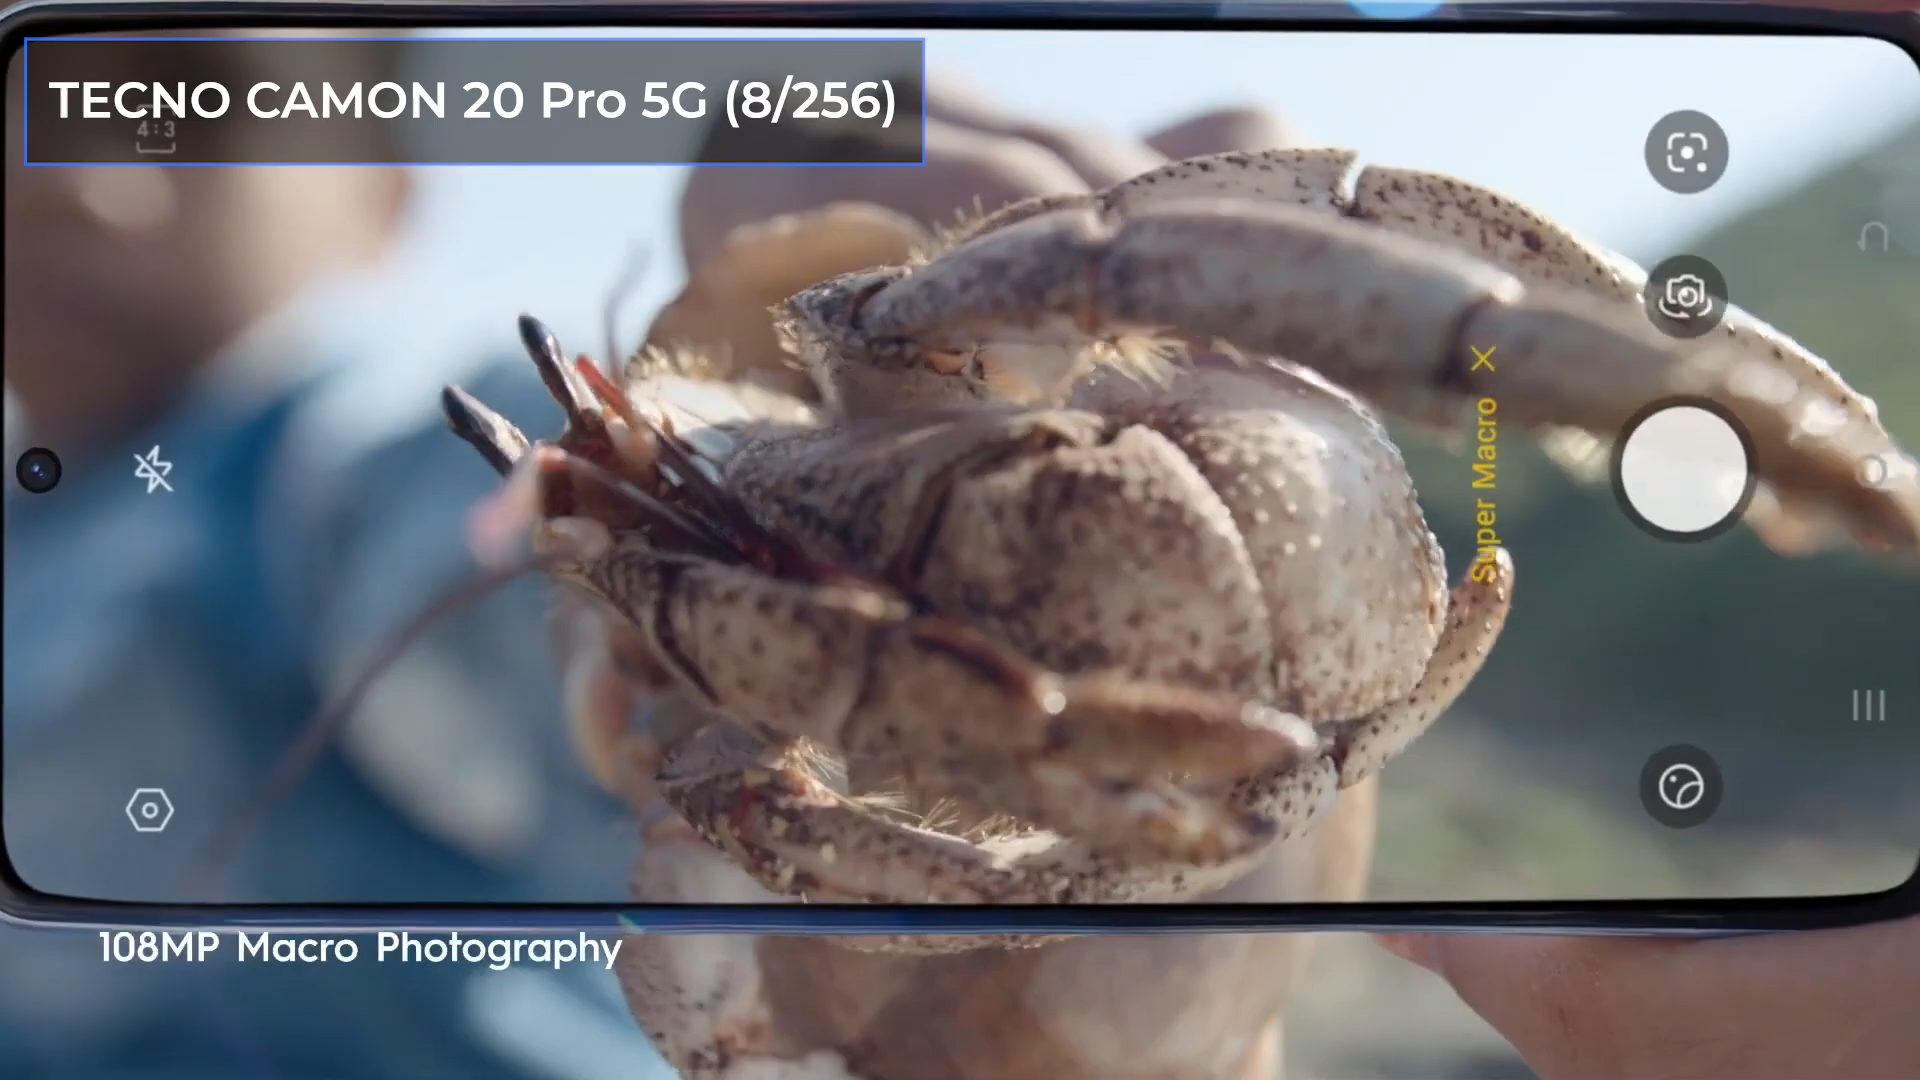 TECNO CAMON 20 Pro 5G (8/256)
4:3
Super Macro
108MP Macro Photography